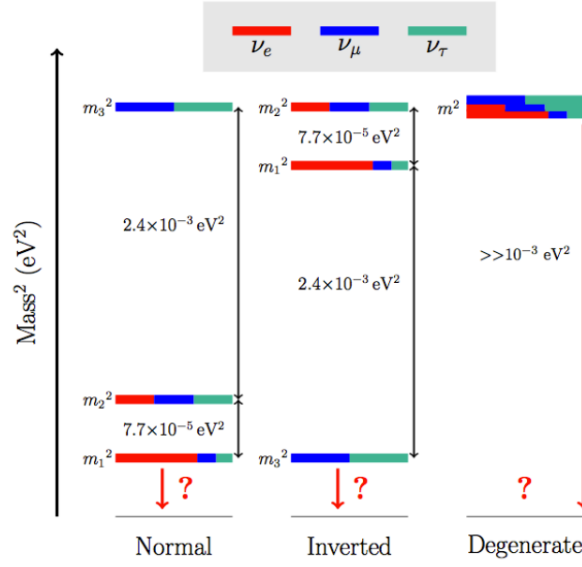 νe νμ ντ
m₃² m₂² m²
7.7×10⁻⁵ eV²
m₁²
2.4×10⁻³ eV² >>10⁻³ eV²
2.4×10⁻³ eV²
Mass² (eV²)
m₂²
7.7×10⁻⁵ eV²
m₁² m₃²
? ? ?
Normal Inverted Degenerate